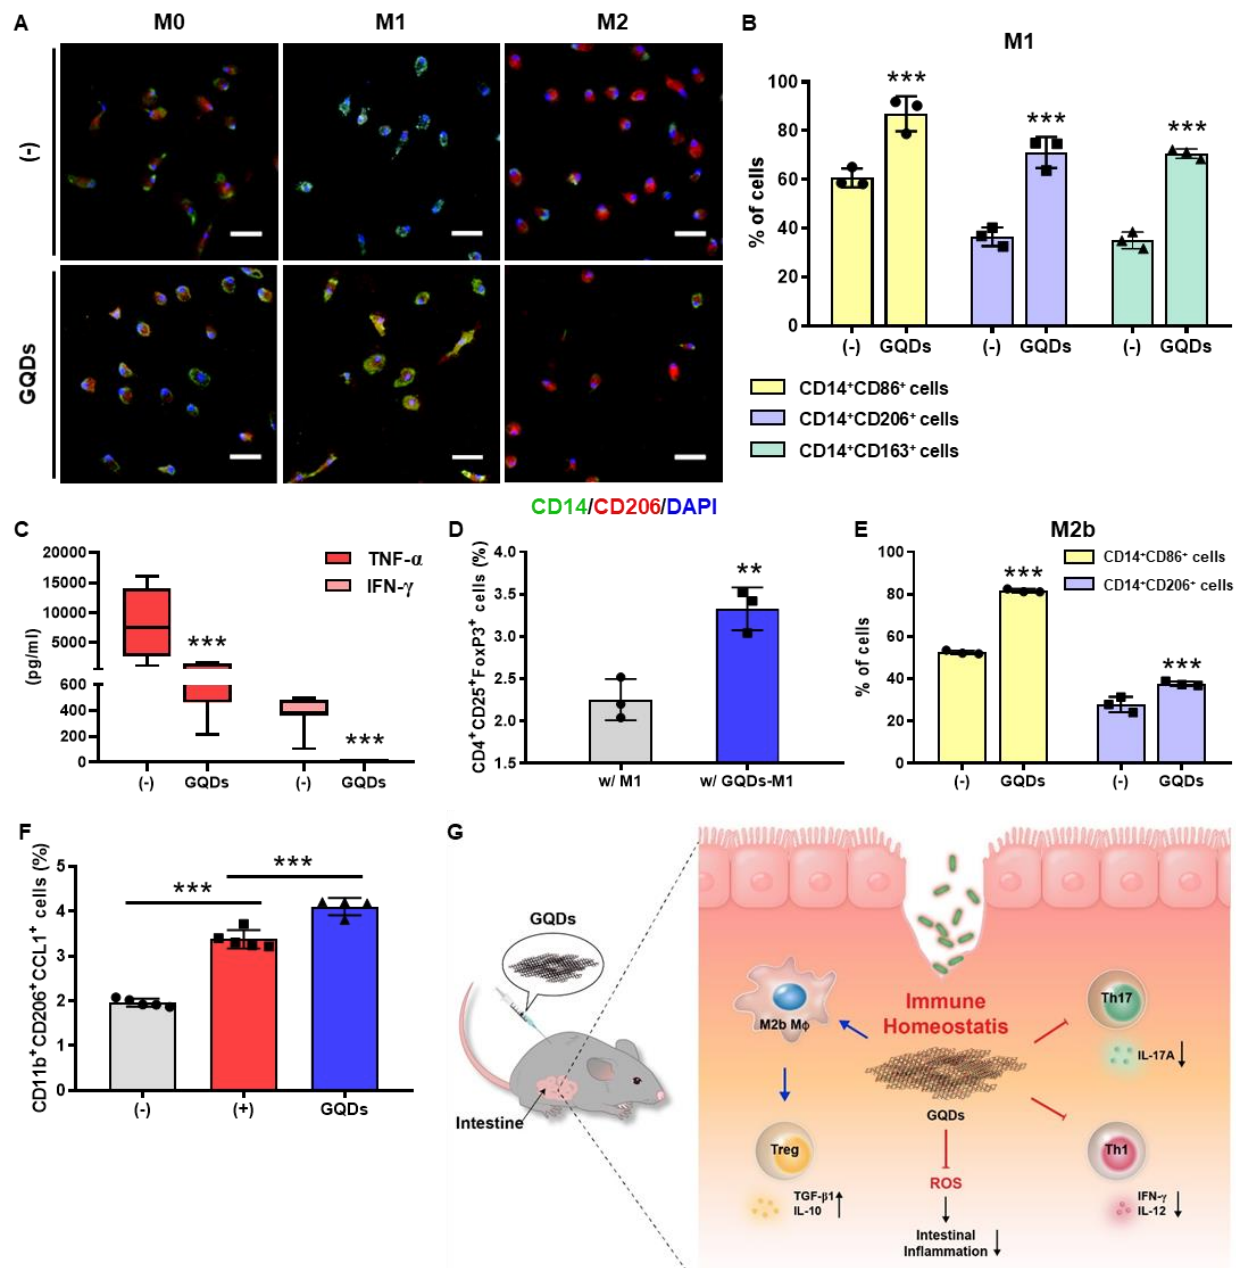 A
M0
M1
M2
(-)
GQDs
CD14/CD206/DAPI
B
M1
% of cells
100
80
60
40
20
0
***
***
***
(-)
GQDs
(-)
GQDs
(-)
GQDs
CD14⁺CD86⁺ cells
CD14⁺CD206⁺ cells
CD14⁺CD163⁺ cells
C
(pg/ml)
20000
15000
10000
5000
600
400
200
0
TNF-α
IFN-γ
***
***
(-)
GQDs
(-)
GQDs
D
CD4⁺CD25⁺FoxP3⁺ cells (%)
4.0
3.5
3.0
2.5
2.0
1.5
**
w/ M1
w/ GQDs-M1
E
M2b
% of cells
100
80
60
40
20
0
CD14⁺CD86⁺ cells
CD14⁺CD206⁺ cells
***
***
(-)
GQDs
(-)
GQDs
F
CD11b⁺CD206⁺CCL1⁺ cells (%)
5
4
3
2
1
0
***
***
(-)
(+)
GQDs
G
GQDs
Intestine
M2b Mϕ
Immune
Homeostatis
GQDs
Th17
IL-17A
Treg
TGF-β1
IL-10
ROS
Intestinal
Inflammation
Th1
IFN-γ
IL-12